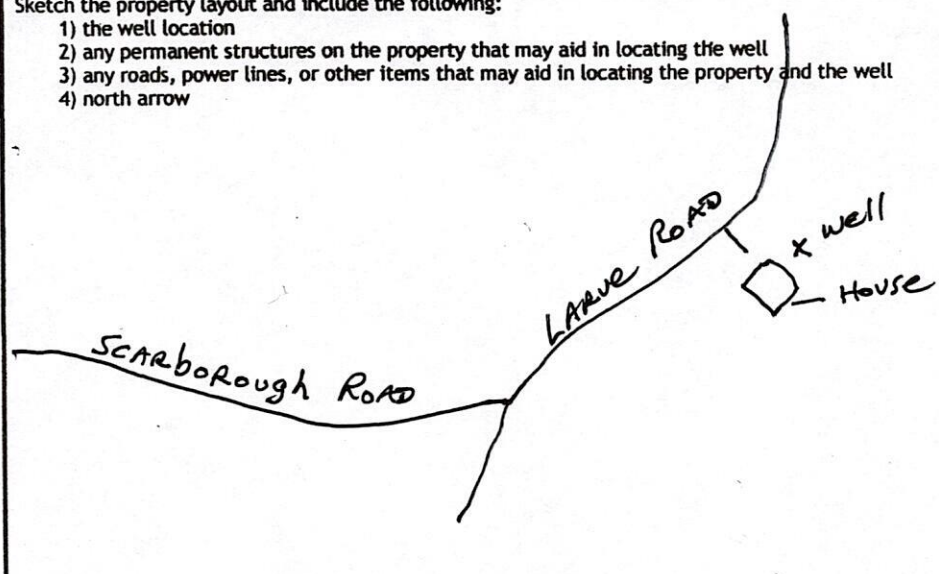 Sketch the property layout and include the following:
1) the well location
2) any permanent structures on the property that may aid in locating the well
3) any roads, power lines, or other items that may aid in locating the property and the well
4) north arrow
LARUE ROAD
x well
House
SCARboRough ROAD